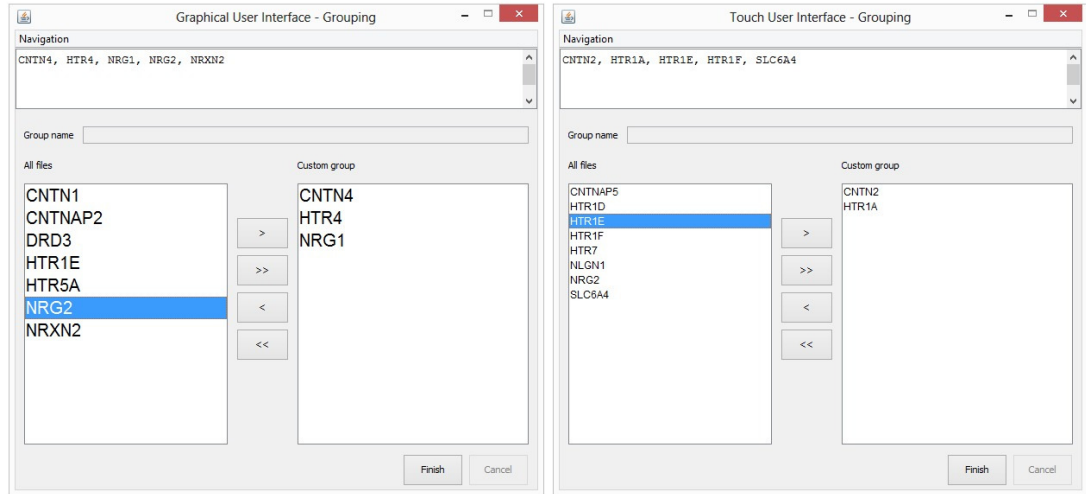 Graphical User Interface - Grouping
Navigation
CNTN4, HTR4, NRG1, NRG2, NRXN2
Group name
All files
Custom group
CNTN1
CNTNAP2
DRD3
HTR1E
HTR5A
NRG2
NRXN2
>
>>
<
<<
CNTN4
HTR4
NRG1
Finish
Cancel
Touch User Interface - Grouping
Navigation
CNTN2, HTR1A, HTR1E, HTR1F, SLC6A4
Group name
All files
Custom group
CNTNAP5
HTR1D
HTR1E
HTR1F
HTR7
NLGN1
NRG2
SLC6A4
>
>>
<
<<
CNTN2
HTR1A
Finish
Cancel